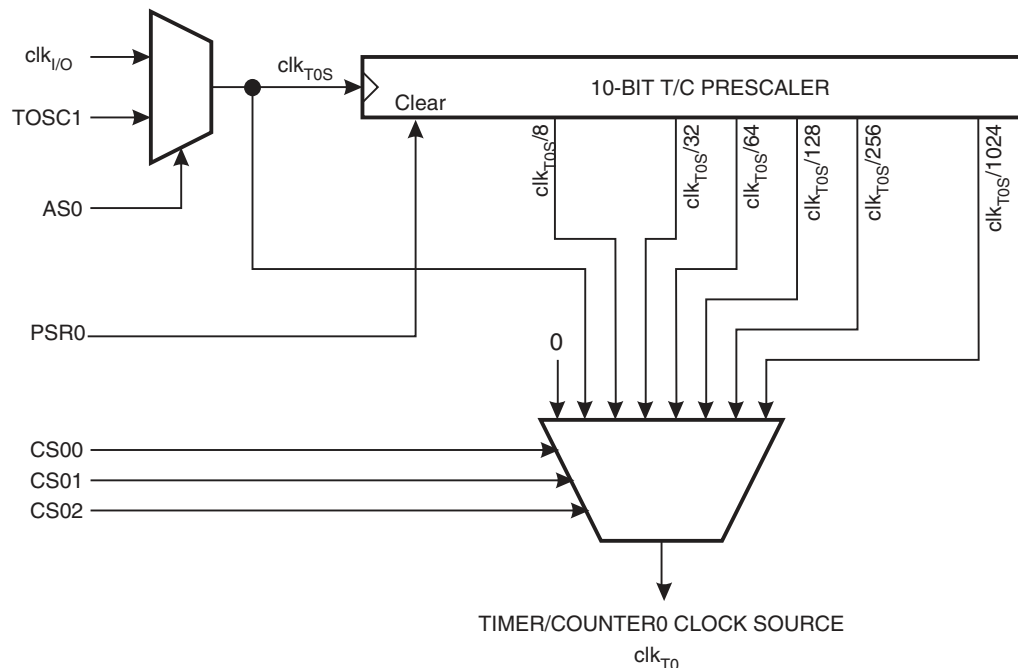 clkI/O
TOSC1
AS0
PSR0
clkT0S
10-BIT T/C PRESCALER
Clear
clkT0S/8
clkT0S/32
clkT0S/64
clkT0S/128
clkT0S/256
clkT0S/1024
0
CS00
CS01
CS02
TIMER/COUNTER0 CLOCK SOURCE
clkT0